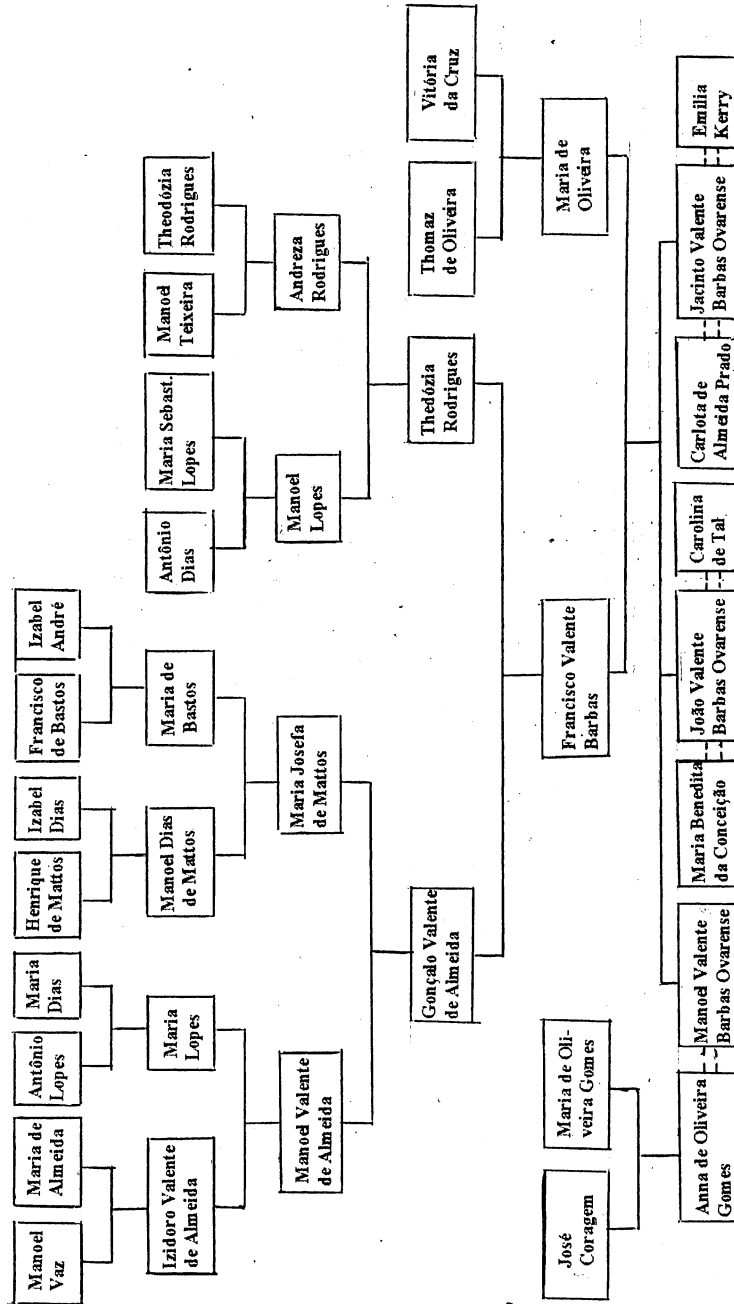 Manoel
Vaz
Maria de
Almeida
Antônio
Lopes
Maria
Dias
Henrique
de Mattos
Izabel
Dias
Francisco
de Bastos
Izabel
André
Izidoro Valente
de Almeida
Maria
Lopes
Manoel Dias
de Mattos
Maria de
Bastos
Antônio
Dias
Maria Sebast.
Lopes
Manoel
Teixeira
Theodózia
Rodrigues
Manoel Valente
de Almeida
Maria Josefa
de Mattos
Manoel
Lopes
Andreza
Rodrigues
Gonçalo Valente
de Almeida
Thedózia
Rodrigues
Thomaz
de Oliveira
Vitória
da Cruz
José
Coragem
Maria de Oli-
veira Gomes
Francisco Valente
Barbas
Maria de
Oliveira
Anna de Oliveira
Gomes
Manoel Valente
Barbas Ovarense
Maria Benedita
da Conceição
João Valente
Barbas Ovarense
Carolina
de Tal
Carlota de
Almeida Prado
Jacinto Valente
Barbas Ovarense
Emilia
Kerry